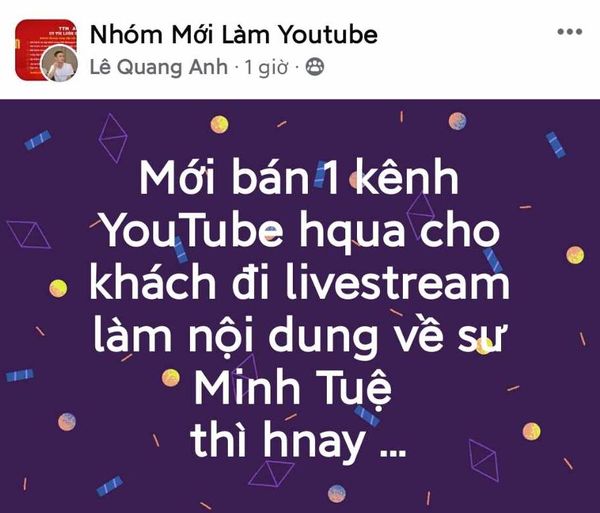 Nhóm Mới Làm Youtube
Lê Quang Anh · 1 giờ ·
Mới bán 1 kênh
YouTube hqua cho
khách đi livestream
làm nội dung về sư
Minh Tuệ
thì hnay ...